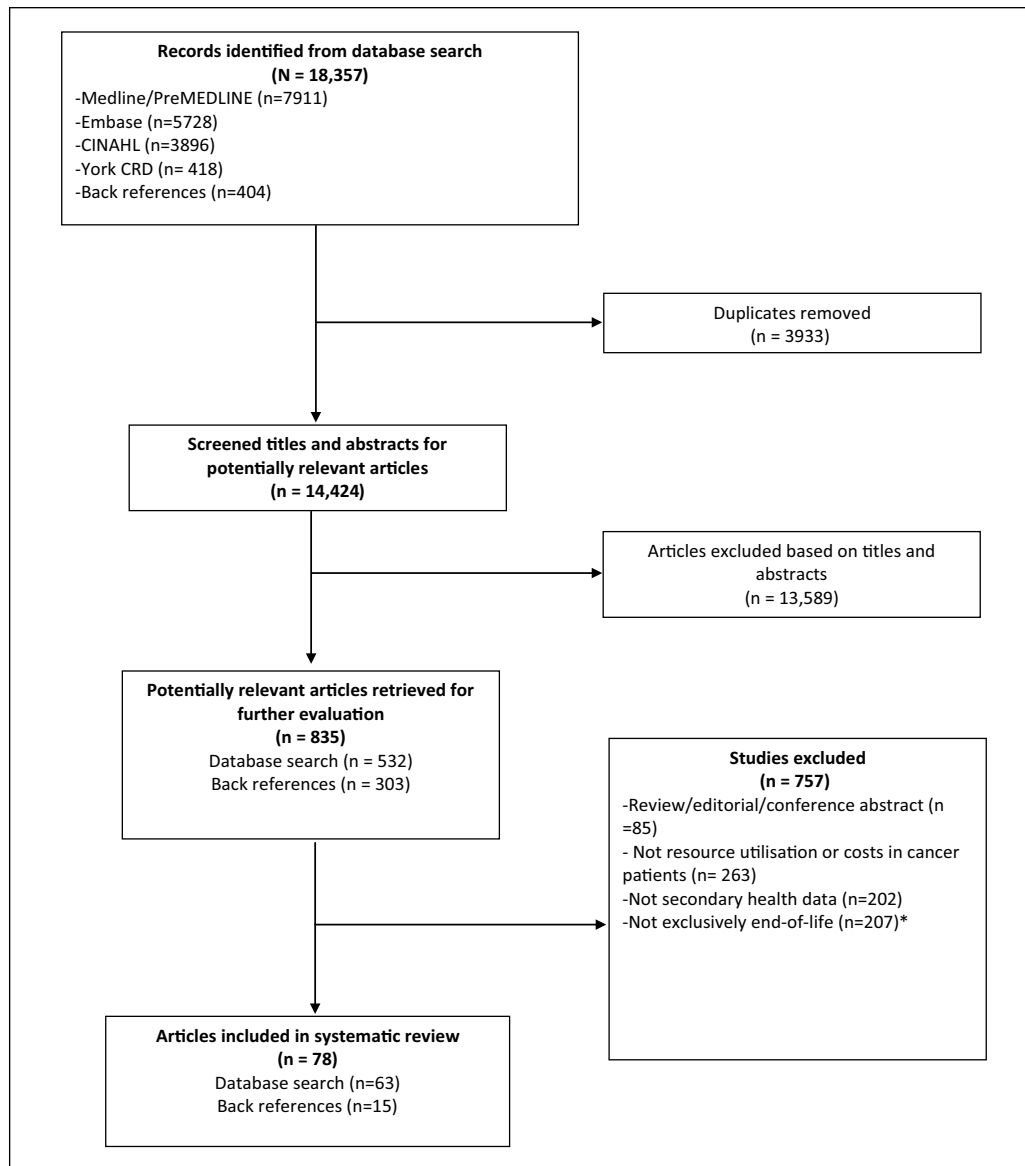 Records identified from database search
(N = 18,357)
-Medline/PreMEDLINE (n=7911)
-Embase (n=5728)
-CINAHL (n=3896)
-York CRD (n= 418)
-Back references (n=404)
Duplicates removed
(n = 3933)
Screened titles and abstracts for
potentially relevant articles
(n = 14,424)
Articles excluded based on titles and
abstracts
(n = 13,589)
Potentially relevant articles retrieved for
further evaluation
(n = 835)
Database search (n = 532)
Back references (n = 303)
Studies excluded
(n = 757)
-Review/editorial/conference abstract (n
=85)
- Not resource utilisation or costs in cancer
patients (n= 263)
-Not secondary health data (n=202)
-Not exclusively end-of-life (n=207)*
Articles included in systematic review
(n = 78)
Database search (n=63)
Back references (n=15)